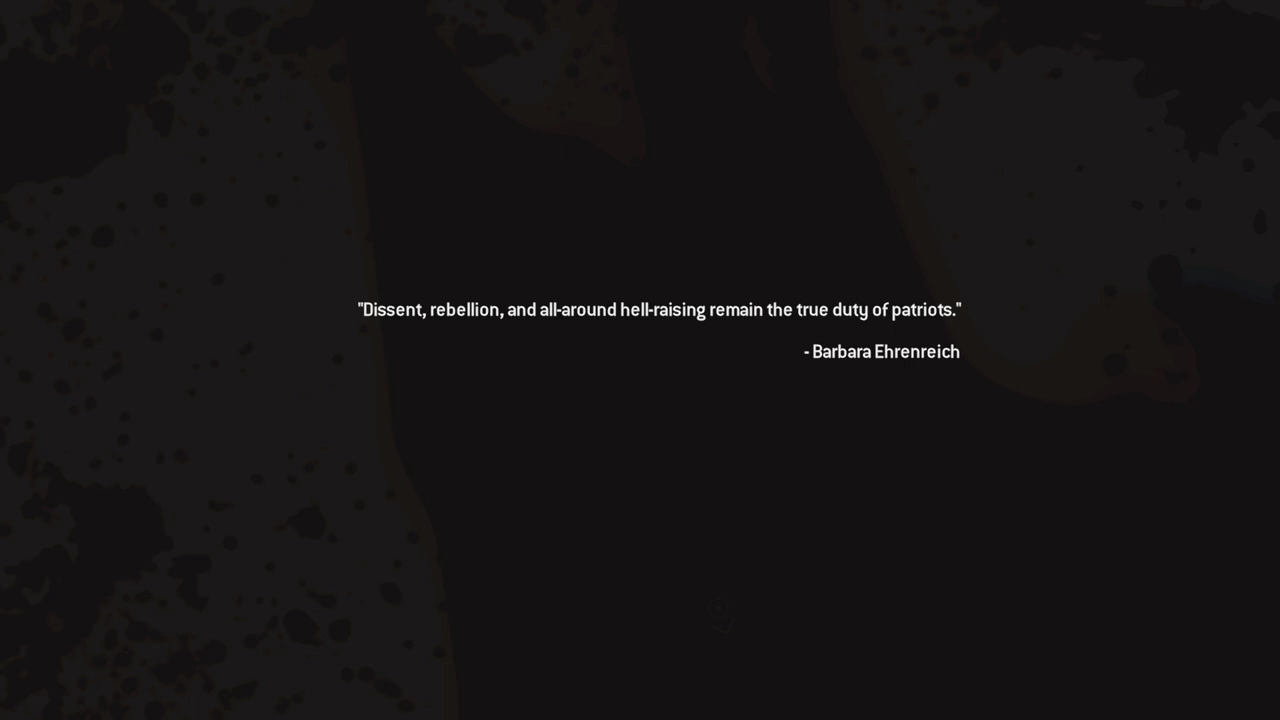 "Dissent, rebellion, and all-around hell-raising remain the true duty of patriots."
- Barbara Ehrenreich